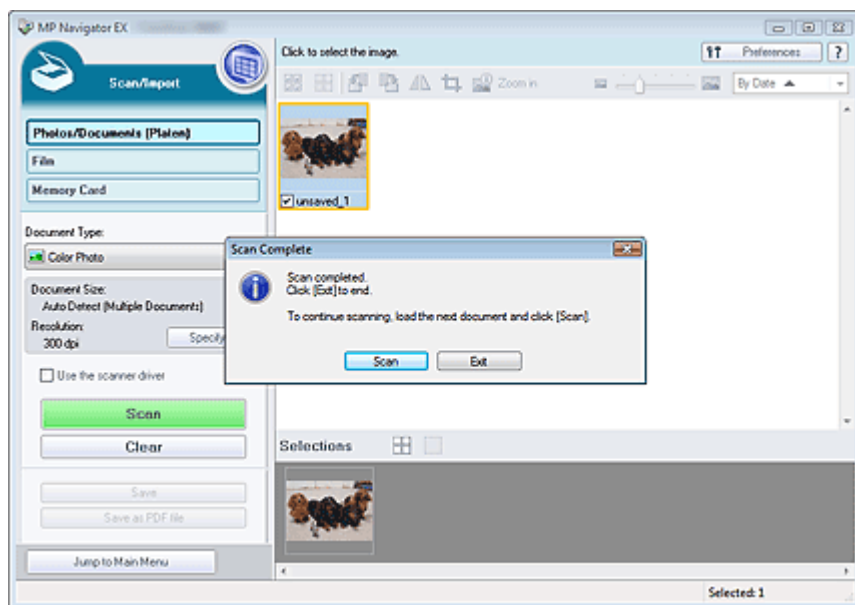 MP Navigator EX
Scan/Import
Click to select the image.
Preferences
?
Zoom in
By Date
Photos/Documents (Platen)
Film
Memory Card
unsaved_1
Document Type:
Color Photo
Document Size:
Auto Detect (Multiple Documents)
Resolution:
300 dpi
Specify
Use the scanner driver
Scan
Clear
Save
Save as PDF file
Jump to Main Menu
Scan Complete
Scan completed.
Click [Exit] to end.
To continue scanning, load the next document and click [Scan].
Scan
Exit
Selections
Selected: 1